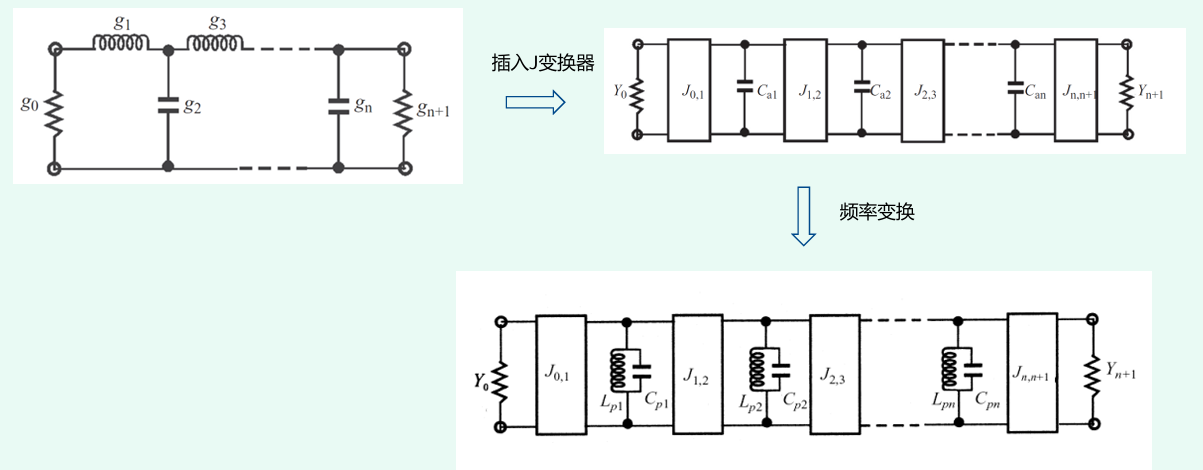 g1 g3
g0 g2 gn gn+1
插入J变换器
Y0 J0,1 Ca1 J1,2 Ca2 J2,3 Can Jn,n+1 Yn+1
频率变换
Y0 J0,1 Lp1 Cp1 J1,2 Lp2 Cp2 J2,3 Lpn Cpn Jn,n+1 Yn+1